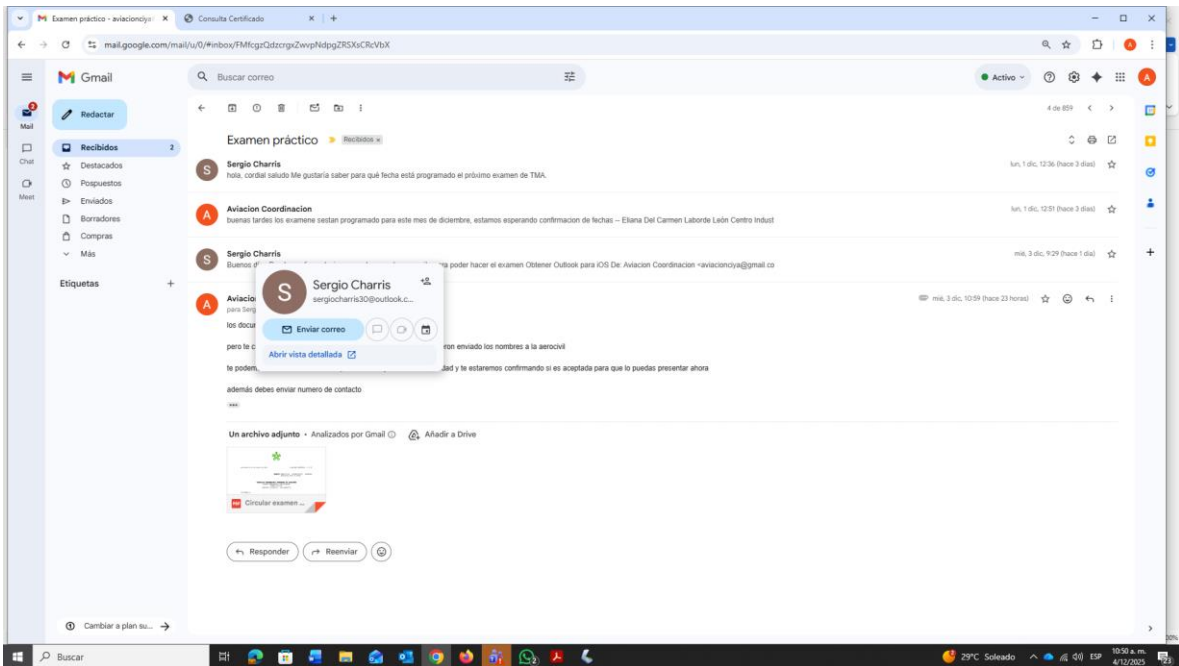 Examen práctico - aviacionciya
Consulta Certificado
mail.google.com/mail/u/0/#inbox/FMfcgzQdzcrgxZwvpNdpgZRSXsCRcVbX
Gmail
Buscar correo
Activo
2
Mail
Chat
Meet
Redactar
Recibidos 2
Destacados
Pospuestos
Enviados
Borradores
Compras
Más
Etiquetas
4 de 859
Examen práctico
Recibidos x
Sergio Charris
lun, 1 dic, 12:36 (hace 3 días)
hola, cordial saludo Me gustaría saber para qué fecha está programado el próximo examen de TMA.
Aviacion Coordinacion
lun, 1 dic, 12:51 (hace 3 días)
buenas tardes los examene sestan programado para este mes de diciembre, estamos esperando confirmacion de fechas -- Eliana Del Carmen Laborde León Centro Indust
Sergio Charris
mié, 3 dic, 9:29 (hace 1 día)
Buenos poder hacer el examen Obtener Outlook para iOS De: Aviacion Coordinacion <aviacionciya@gmail.co
S
Sergio Charris
sergiocharris30@outlook.c...
Enviar correo
Abrir vista detallada
Aviacio
mié, 3 dic, 10:59 (hace 23 horas)
para Serg
los docur
pero te c ron enviado los nombres a la aerocivil
te podem dad y te estaremos confirmando si es aceptada para que lo puedas presentar ahora
además debes enviar numero de contacto
Un archivo adjunto • Analizados por Gmail
Añadir a Drive
PDF Circular examen ...
Responder
Reenviar
Cambiar a plan su...
Buscar
29°C Soleado
ESP
10:50 a. m.
4/12/2025